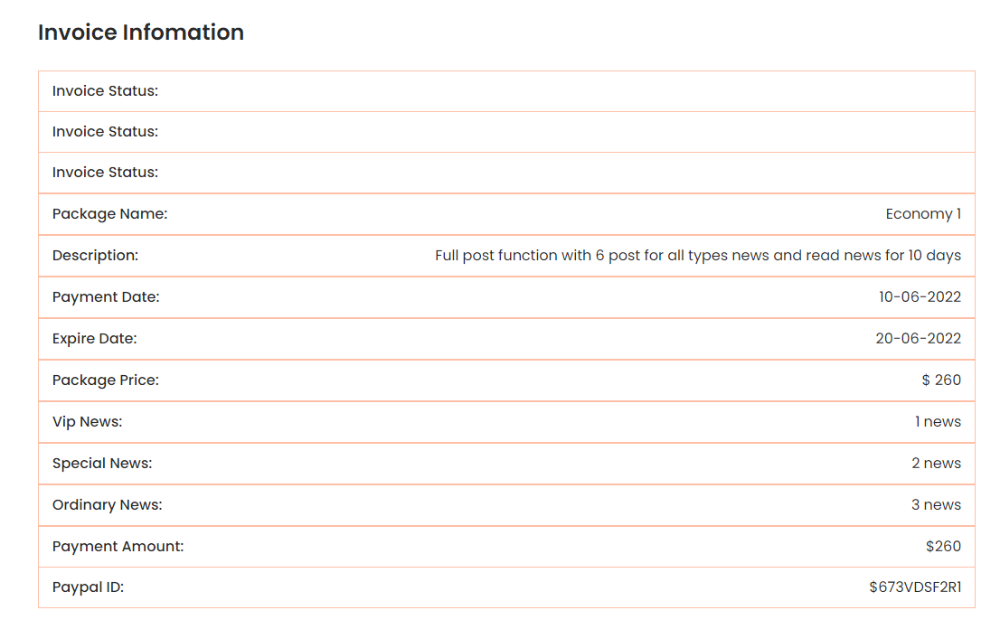 Invoice Infomation
Invoice Status:
Invoice Status:
Invoice Status:
Package Name: Economy 1
Description: Full post function with 6 post for all types news and read news for 10 days
Payment Date: 10-06-2022
Expire Date: 20-06-2022
Package Price: $ 260
Vip News: 1 news
Special News: 2 news
Ordinary News: 3 news
Payment Amount: $260
Paypal ID: $673VDSF2R1